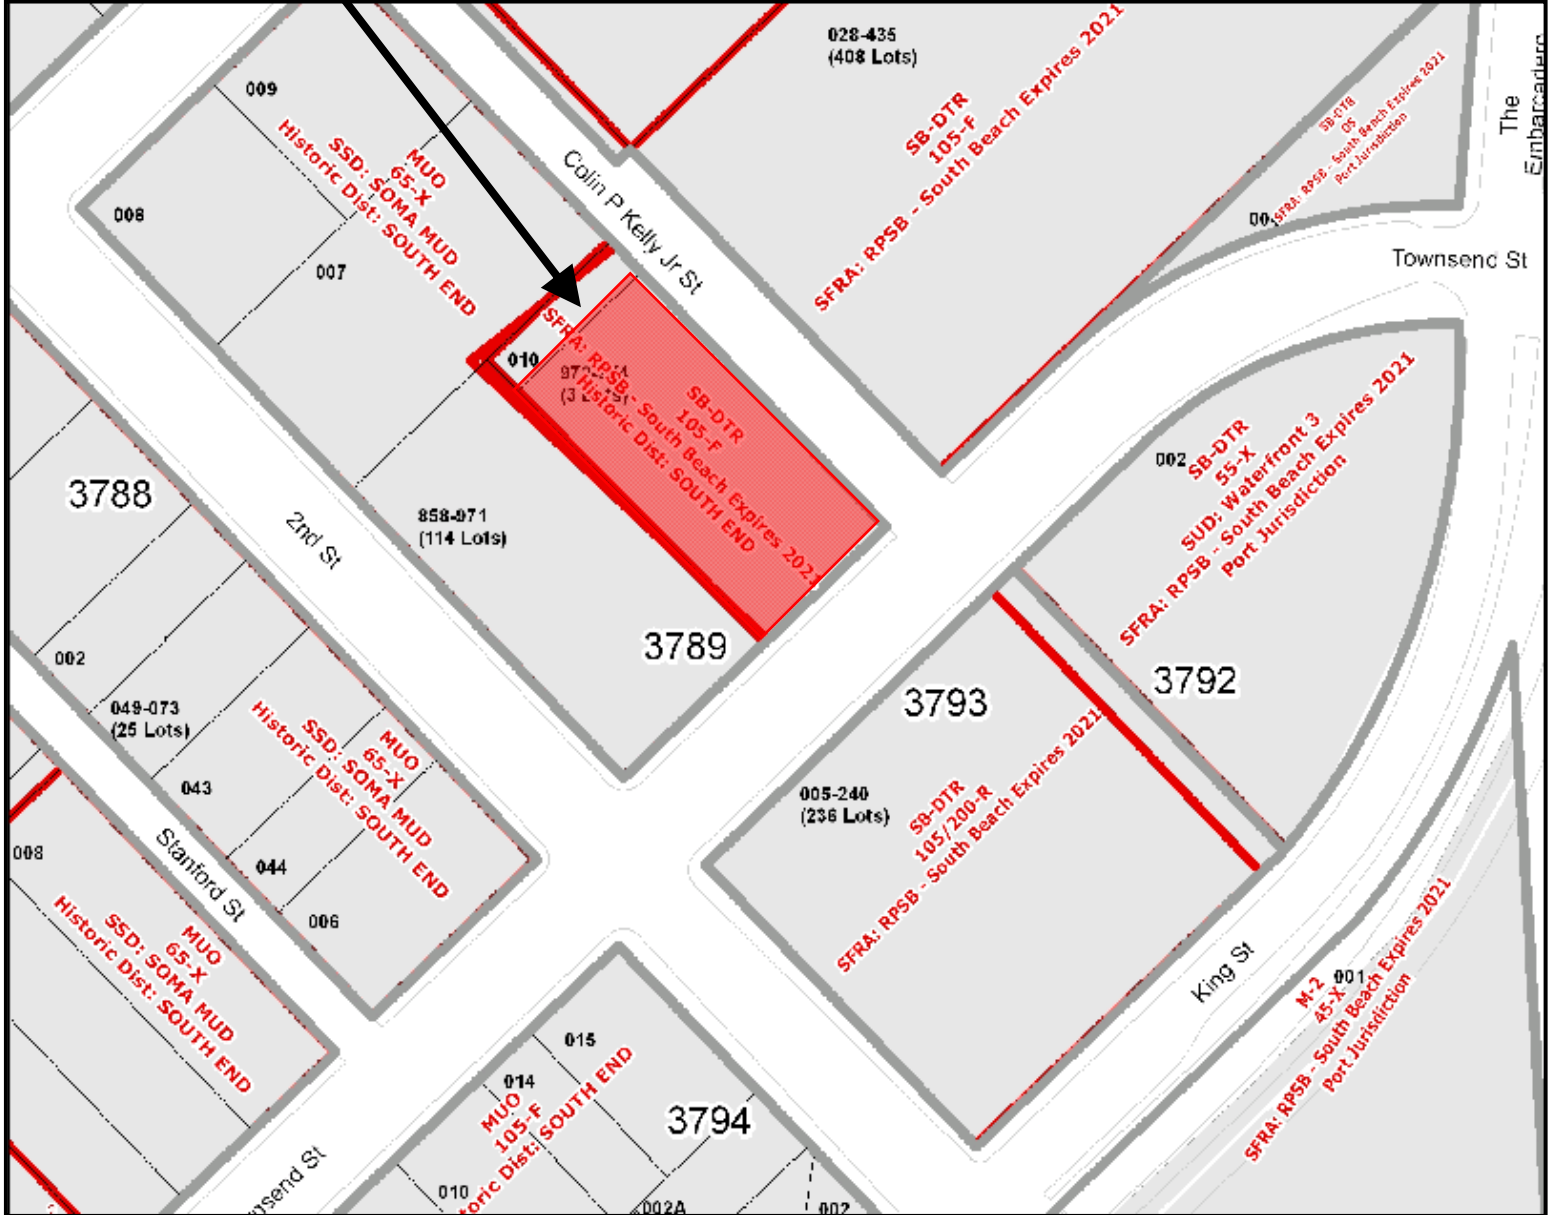 028-435
(408 Lots)
SB-DTR
105-F
SFRA: RPSB - South Beach Expires 2021
SB-DTR
OS
SFRA: RPSB - South Beach Expires 2021
Port Jurisdiction
The
Embarcadero
Townsend St
009
MUO
65-X
SSD: SOMA MUD
Historic Dist: SOUTH END
008
007
Colin P Kelly Jr St
010
(3 Lots)
SB-DTR
105-F
SFRA: RPSB - South Beach Expires 2021
Historic Dist: SOUTH END
002
SB-DTR
55-X
SUD: Waterfront 3
SFRA: RPSB - South Beach Expires 2021
Port Jurisdiction
3788
2nd St
858-971
(114 Lots)
3789
3793
3792
002
049-073
(25 Lots)
043
044
006
MUO
65-X
SSD: SOMA MUD
Historic Dist: SOUTH END
005-240
(236 Lots)
SB-DTR
105/200-R
SFRA: RPSB - South Beach Expires 2021
008
Stanford St
MUO
65-X
SSD: SOMA MUD
Historic Dist: SOUTH END
King St
001
M-2
45-X
SFRA: RPSB - South Beach Expires 2021
Port Jurisdiction
015
014
MUO
105-F
toric Dist: SOUTH END
3794
010
002A
002
nsend St